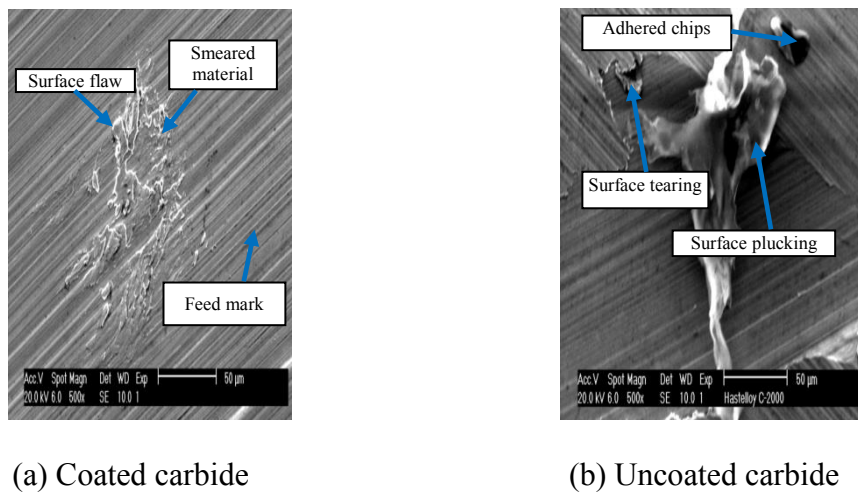 Surface flaw
Smeared
material
Feed mark
Acc.V Spot Magn Det WD Exp
20.0 kV 6.0 500x SE 10.0 1
50 µm
(a) Coated carbide
Adhered chips
Surface tearing
Surface plucking
Acc.V Spot Magn Det WD Exp
20.0 kV 6.0 500x SE 10.0 1
50 µm
Hastelloy C-2000
(b) Uncoated carbide